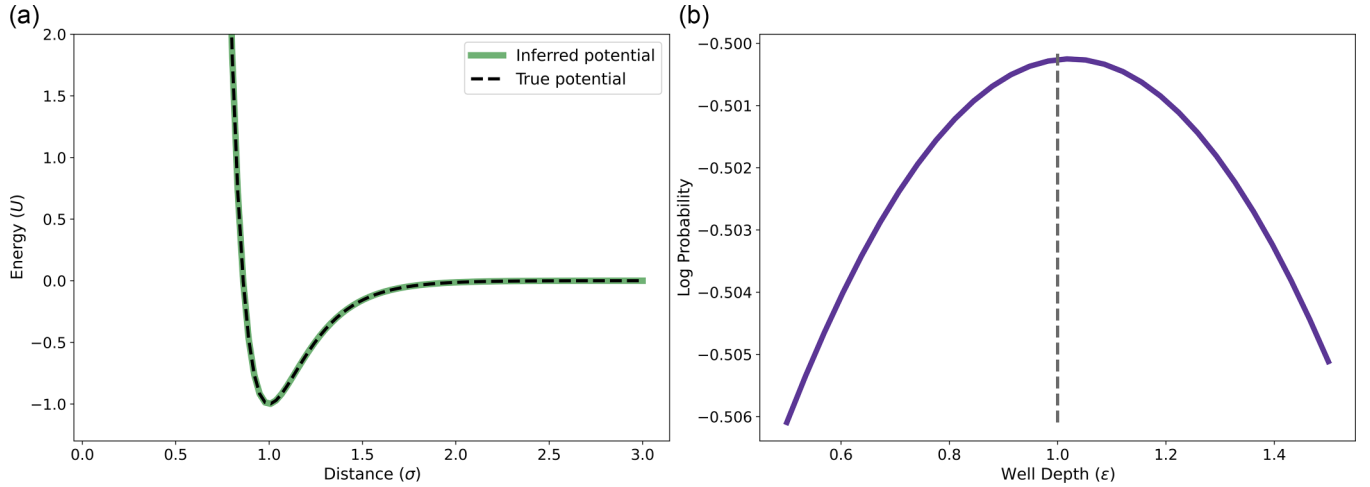 (a)
2.0
1.5
1.0
0.5
0.0
−0.5
−1.0
Energy (U)
Inferred potential
True potential
0.0 0.5 1.0 1.5 2.0 2.5 3.0
Distance (σ)
(b)
−0.500
−0.501
−0.502
−0.503
−0.504
−0.505
−0.506
Log Probability
0.6 0.8 1.0 1.2 1.4
Well Depth (ε)